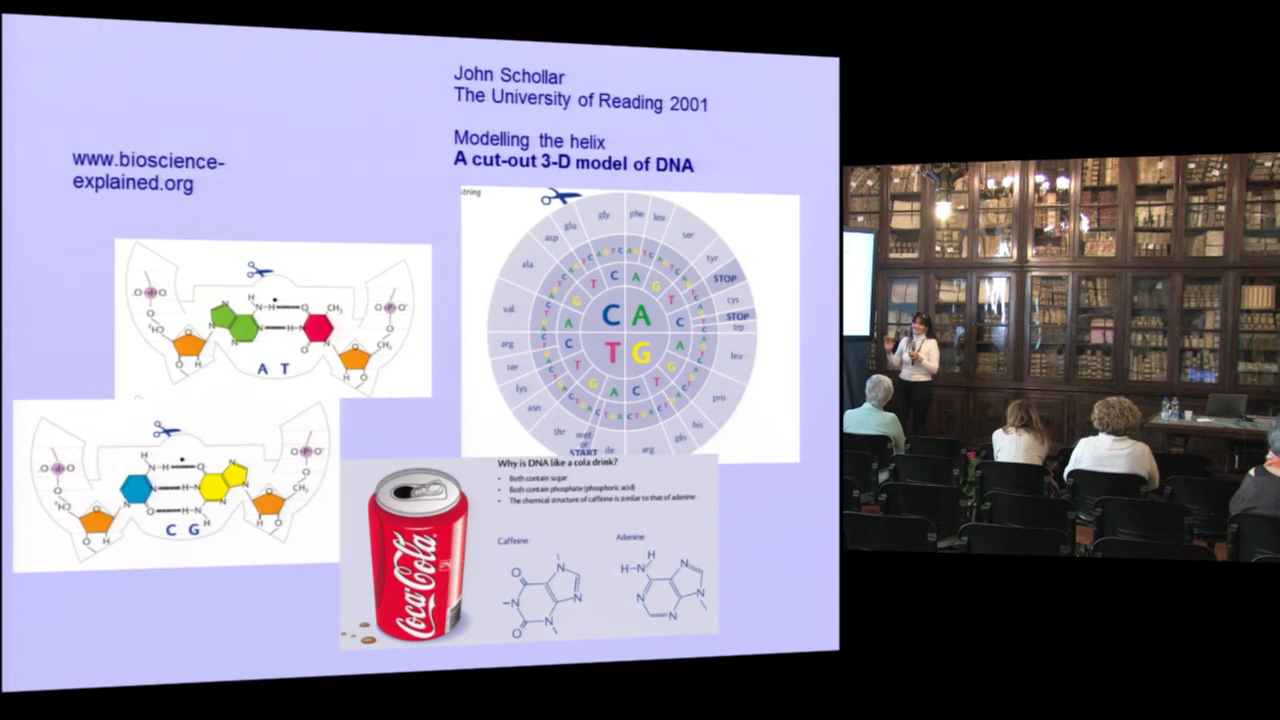 John Schollar
The University of Reading 2001
Modelling the helix
A cut-out 3-D model of DNA
www.bioscience-
explained.org
string
gly
phe
leu
ser
tyr
STOP
cys
STOP
trp
leu
pro
his
gln
arg
ile
met
or
START
thr
asn
lys
ser
arg
val
ala
asp
glu
C A
T G
A T
C G
Why is DNA like a cola drink?
• Both contain sugar
• Both contain phosphate (phosphoric acid)
• The chemical structure of caffeine is similar to that of adenine
Caffeine
Adenine
Coca-Cola